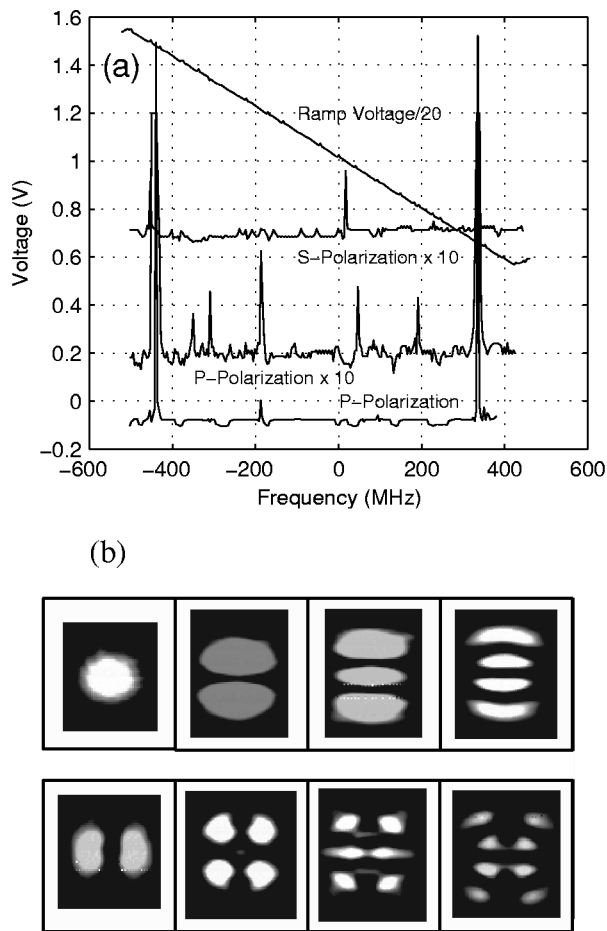 1.6
(a)
1.4
1.2
Ramp Voltage/20
1
0.8
Voltage (V)
0.6
S-Polarization x 10
0.4
0.2
P-Polarization x 10
P-Polarization
0
-0.2
-600 -400 -200 0 200 400 600
Frequency (MHz)
(b)